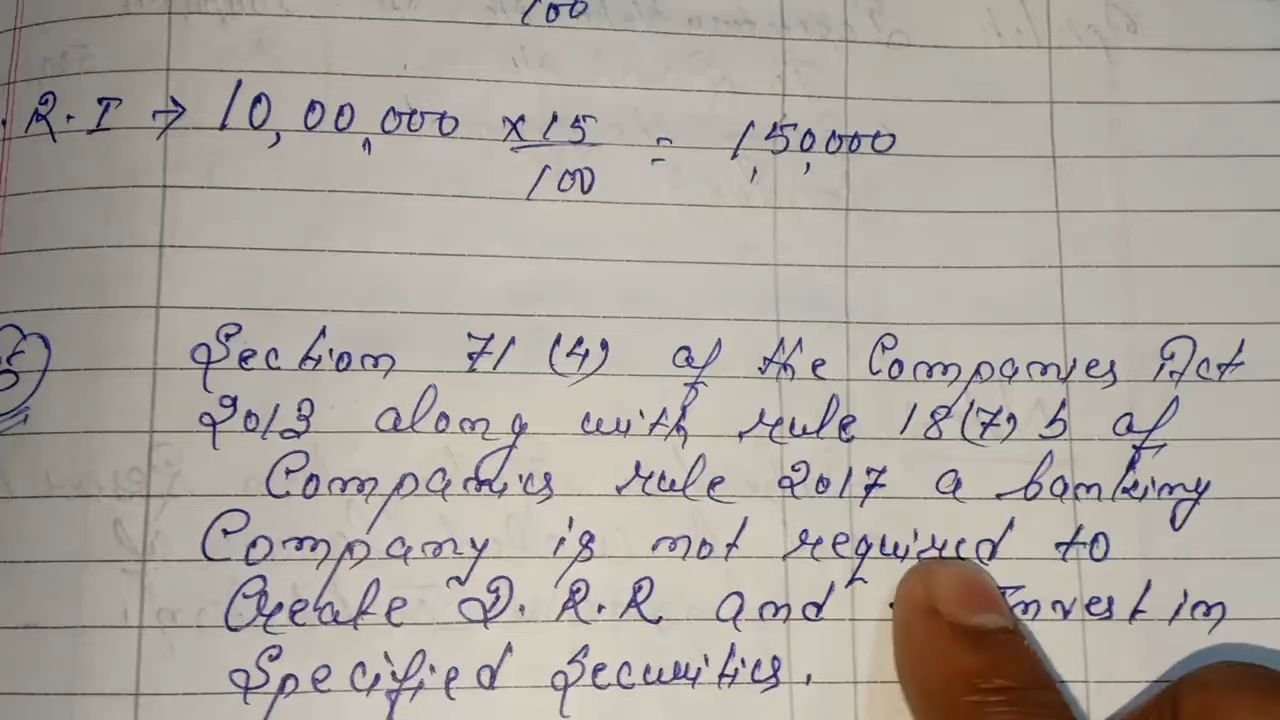 100
R.I → 10,00,000 ×15/100 = 1,50,000
Section 71 (4) of the Companies Act
2013 along with rule 18(7) b of
Companies rule 2017 a banking
Company is not required to
Create D.R.R and Invest in
Specified Securities.